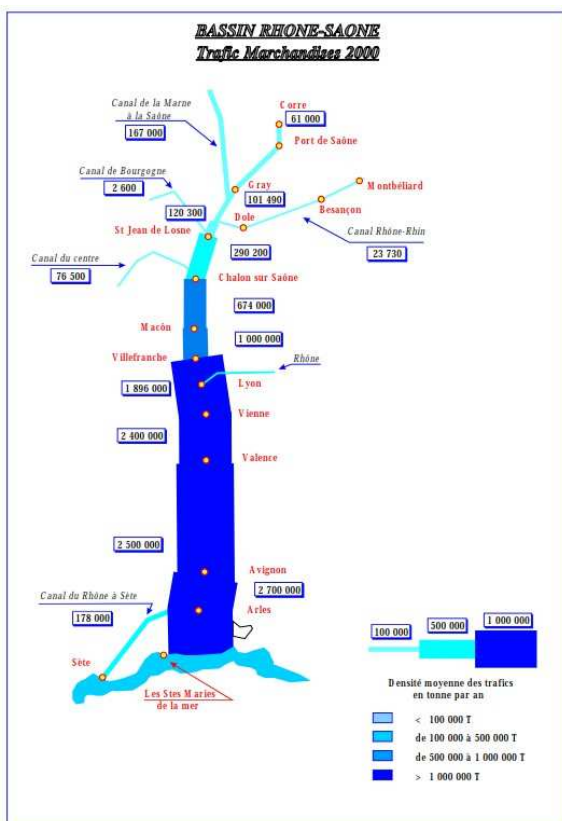 BASSIN RHONE-SAONE
Trafic Marchandises 2000
Canal de la Marne
à la Saône
167 000
Corre
61 000
Port de Saône
Canal de Bourgogne
2 600
Gray
101 490
Montbéliard
Besançon
120 300
Dole
St Jean de Losne
Canal Rhône-Rhin
23 730
290 200
Canal du centre
76 500
Chalon sur Saône
674 000
Macôn
1 000 000
Villefranche
Rhône
1 896 000
Lyon
Vienne
2 400 000
Valence
2 500 000
Avignon
2 700 000
Canal du Rhône à Sète
178 000
Arles
Sète
Les Stes Maries
de la mer
100 000
500 000
1 000 000
Densité moyenne des trafics
en tonne par an
< 100 000 T
de 100 000 à 500 000 T
de 500 000 à 1 000 000 T
> 1 000 000 T